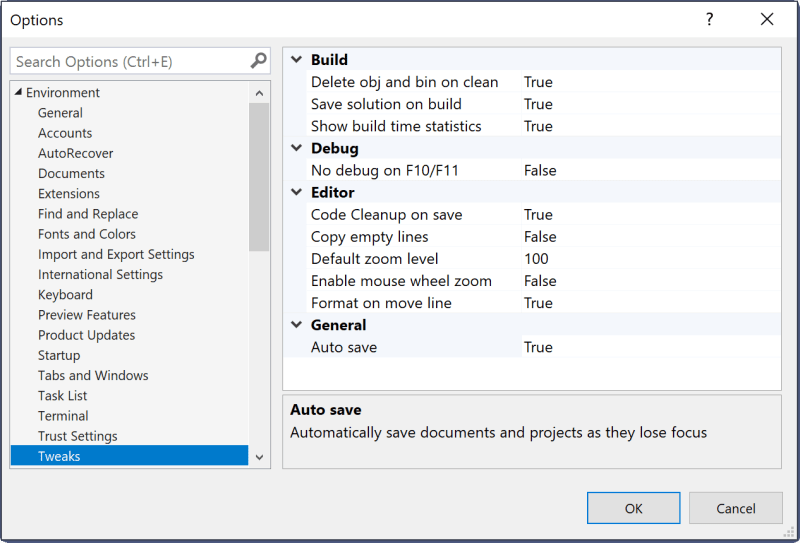 Options
?
Search Options (Ctrl+E)
Environment
General
Accounts
AutoRecover
Documents
Extensions
Find and Replace
Fonts and Colors
Import and Export Settings
International Settings
Keyboard
Preview Features
Product Updates
Startup
Tabs and Windows
Task List
Terminal
Trust Settings
Tweaks
Build
Delete obj and bin on clean True
Save solution on build True
Show build time statistics True
Debug
No debug on F10/F11 False
Editor
Code Cleanup on save True
Copy empty lines False
Default zoom level 100
Enable mouse wheel zoom False
Format on move line True
General
Auto save True
Auto save
Automatically save documents and projects as they lose focus
OK Cancel